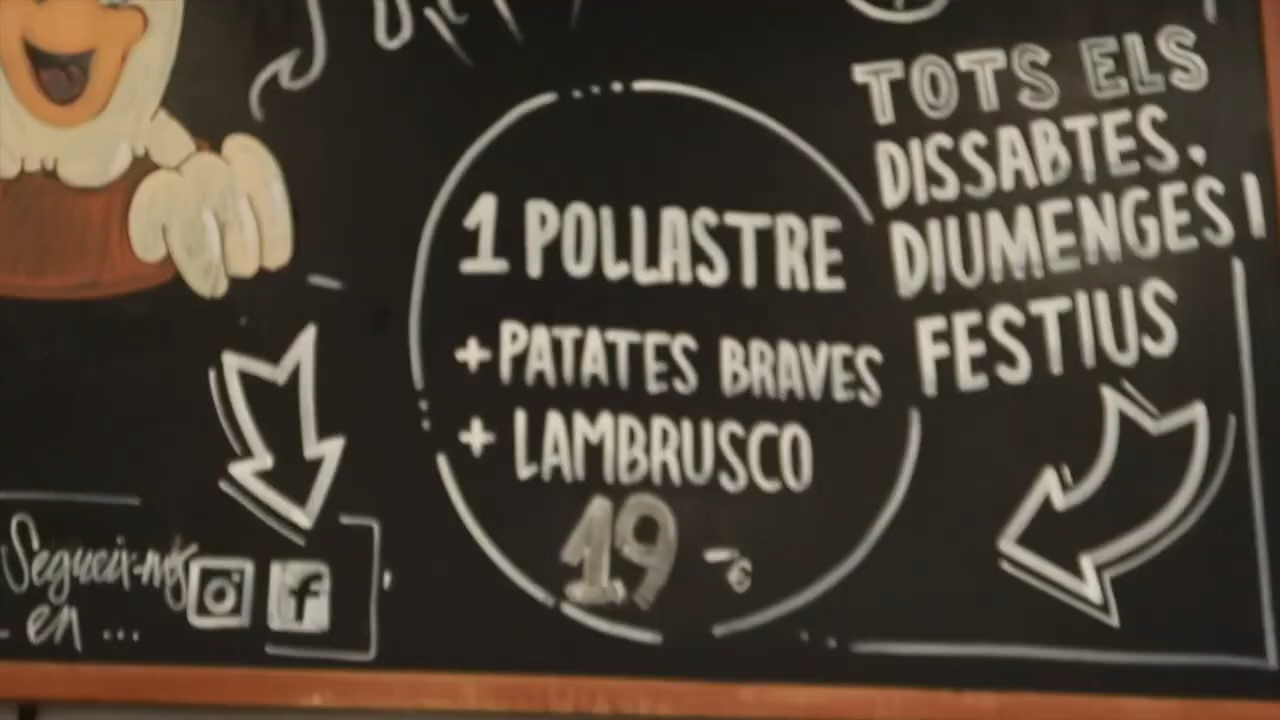 TOTS ELS
DISSABTES,
DIUMENGES I
FESTIUS
1 POLLASTRE
+ PATATES BRAVES
+ LAMBRUSCO
19 -€
Segueix-nos
en ...